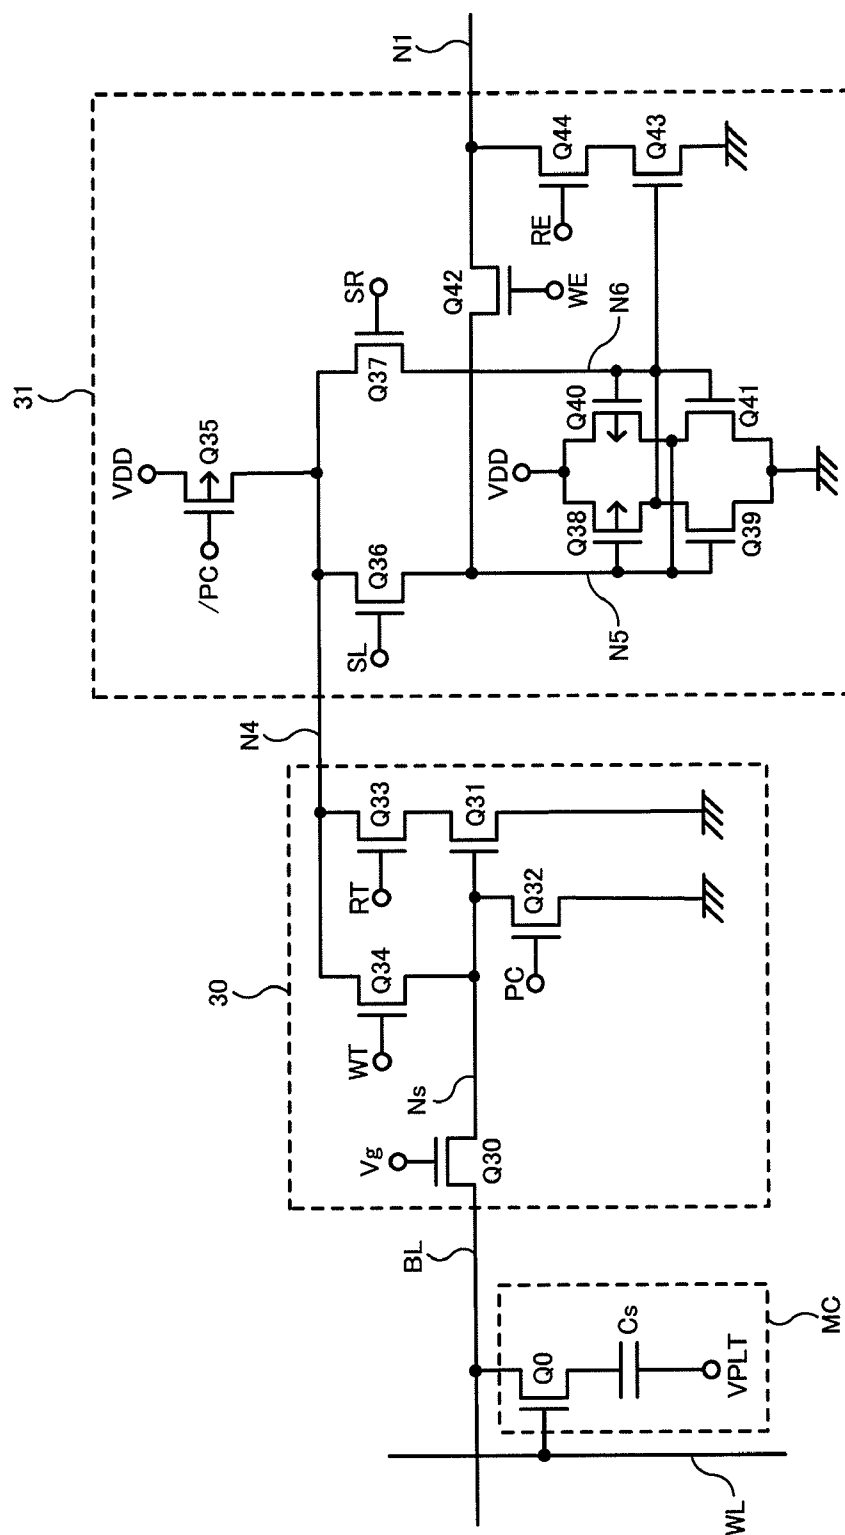 31
VDD
/PC
Q35
SL
Q36
Q37
SR
N1
N4
Q42
WE
RE
Q44
Q43
VDD
Q38
Q40
N5
N6
Q39
Q41
30
WT
Q34
RT
Q33
Q31
Vg
Q30
Ns
PC
Q32
BL
WL
Q0
Cs
VPLT
MC